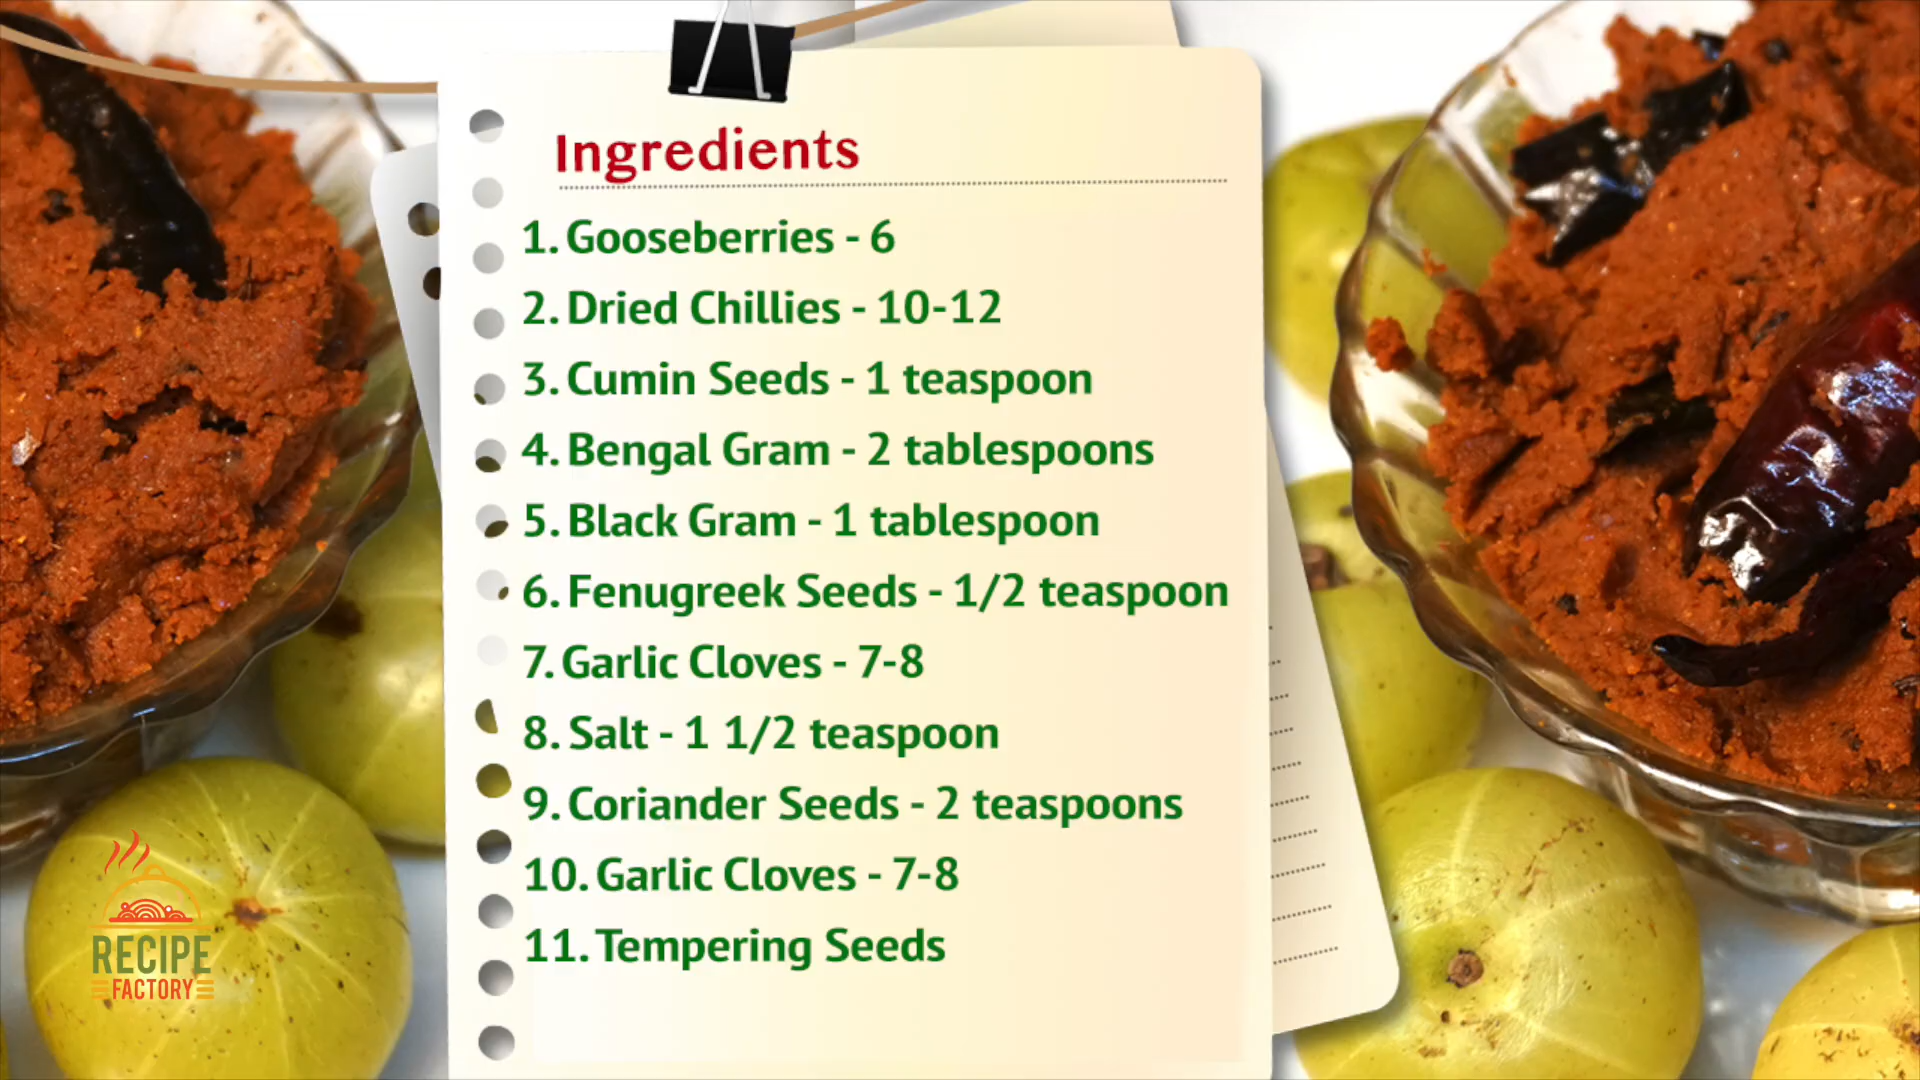 Ingredients
1. Gooseberries - 6
2. Dried Chillies - 10-12
3. Cumin Seeds - 1 teaspoon
4. Bengal Gram - 2 tablespoons
5. Black Gram - 1 tablespoon
6. Fenugreek Seeds - 1/2 teaspoon
7. Garlic Cloves - 7-8
8. Salt - 1 1/2 teaspoon
9. Coriander Seeds - 2 teaspoons
10. Garlic Cloves - 7-8
11. Tempering Seeds
RECIPE
FACTORY